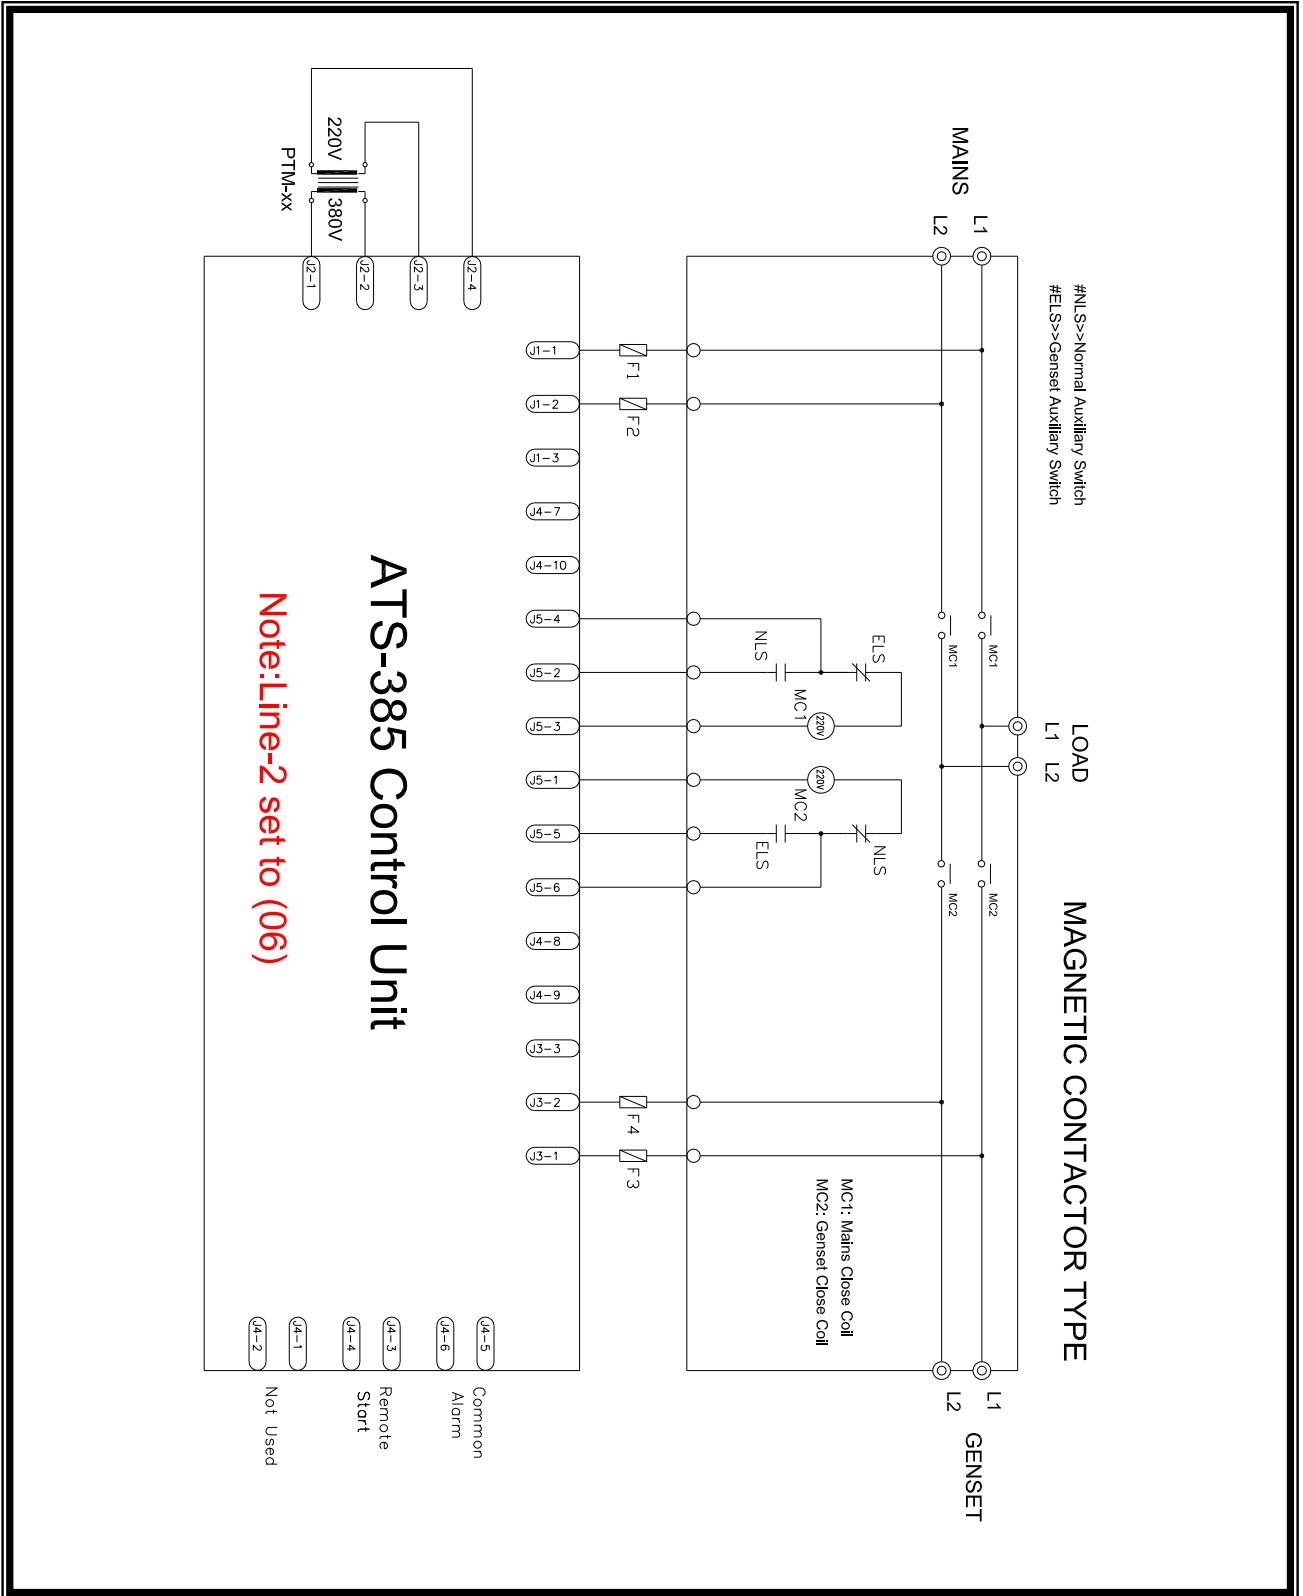 MAGNETIC CONTACTOR TYPE
#NLS>>Normal Auxiliary Switch
#ELS>>Genset Auxiliary Switch
LOAD
L1 L2
MAINS
L1
L2
MC1
MC1
MC2
MC2
L1
L2
GENSET
MC1: Mains Close Coil
MC2: Genset Close Coil
ELS
NLS
MC1
220V
220V
MC2
NLS
ELS
F1
F2
F4
F3
J1-1
J1-2
J1-3
J4-7
J4-10
J5-4
J5-2
J5-3
J5-1
J5-5
J5-6
J4-8
J4-9
J3-3
J3-2
J3-1
J2-4
J2-3
J2-2
J2-1
220V
380V
PTM-xx
ATS-385 Control Unit
Note:Line-2 set to (06)
J4-5
J4-6
Common
Alarm
J4-3
J4-4
Remote
Start
J4-1
J4-2
Not Used